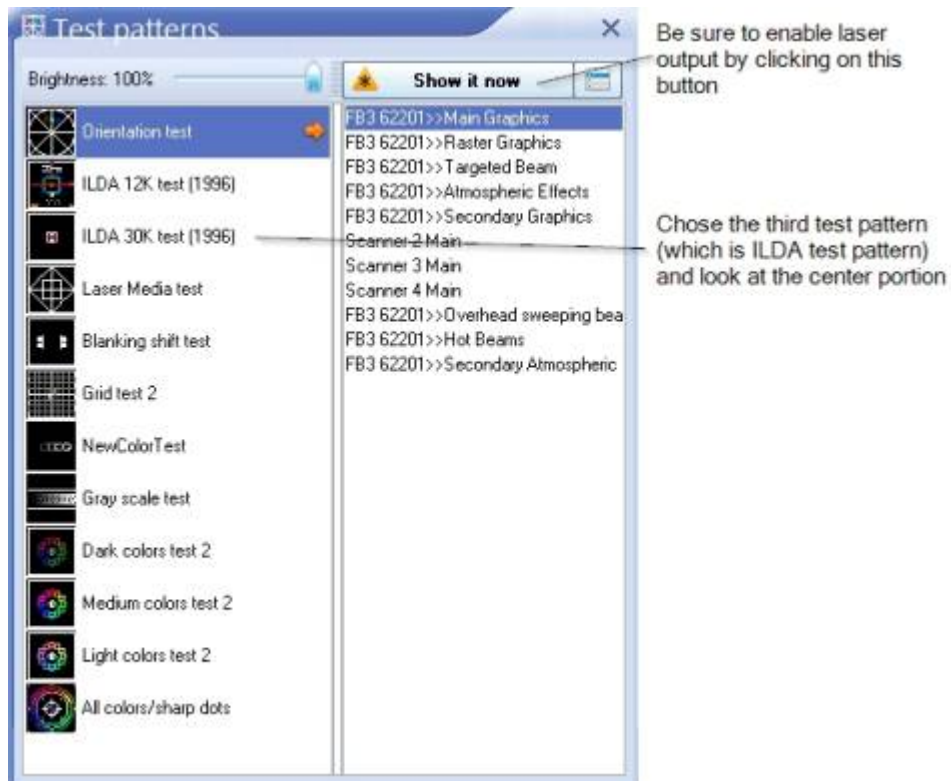 Test patterns
Brightness: 100%
Show it now
Orientation test
ILDA 12K test (1996)
ILDA 30K test (1996)
Laser Media test
Blanking shift test
Grid test 2
NewColorTest
Gray scale test
Dark colors test 2
Medium colors test 2
Light colors test 2
All colors/sharp dots
FB3 62201>>Main Graphics
FB3 62201>>Raster Graphics
FB3 62201>>Targeted Beam
FB3 62201>>Atmospheric Effects
FB3 62201>>Secondary Graphics
Scanner 2 Main
Scanner 3 Main
Scanner 4 Main
FB3 62201>>Overhead sweeping bea
FB3 62201>>Hot Beams
FB3 62201>>Secondary Atmospheric
Be sure to enable laser
output by clicking on this
button
Chose the third test pattern
(which is ILDA test pattern)
and look at the center portion